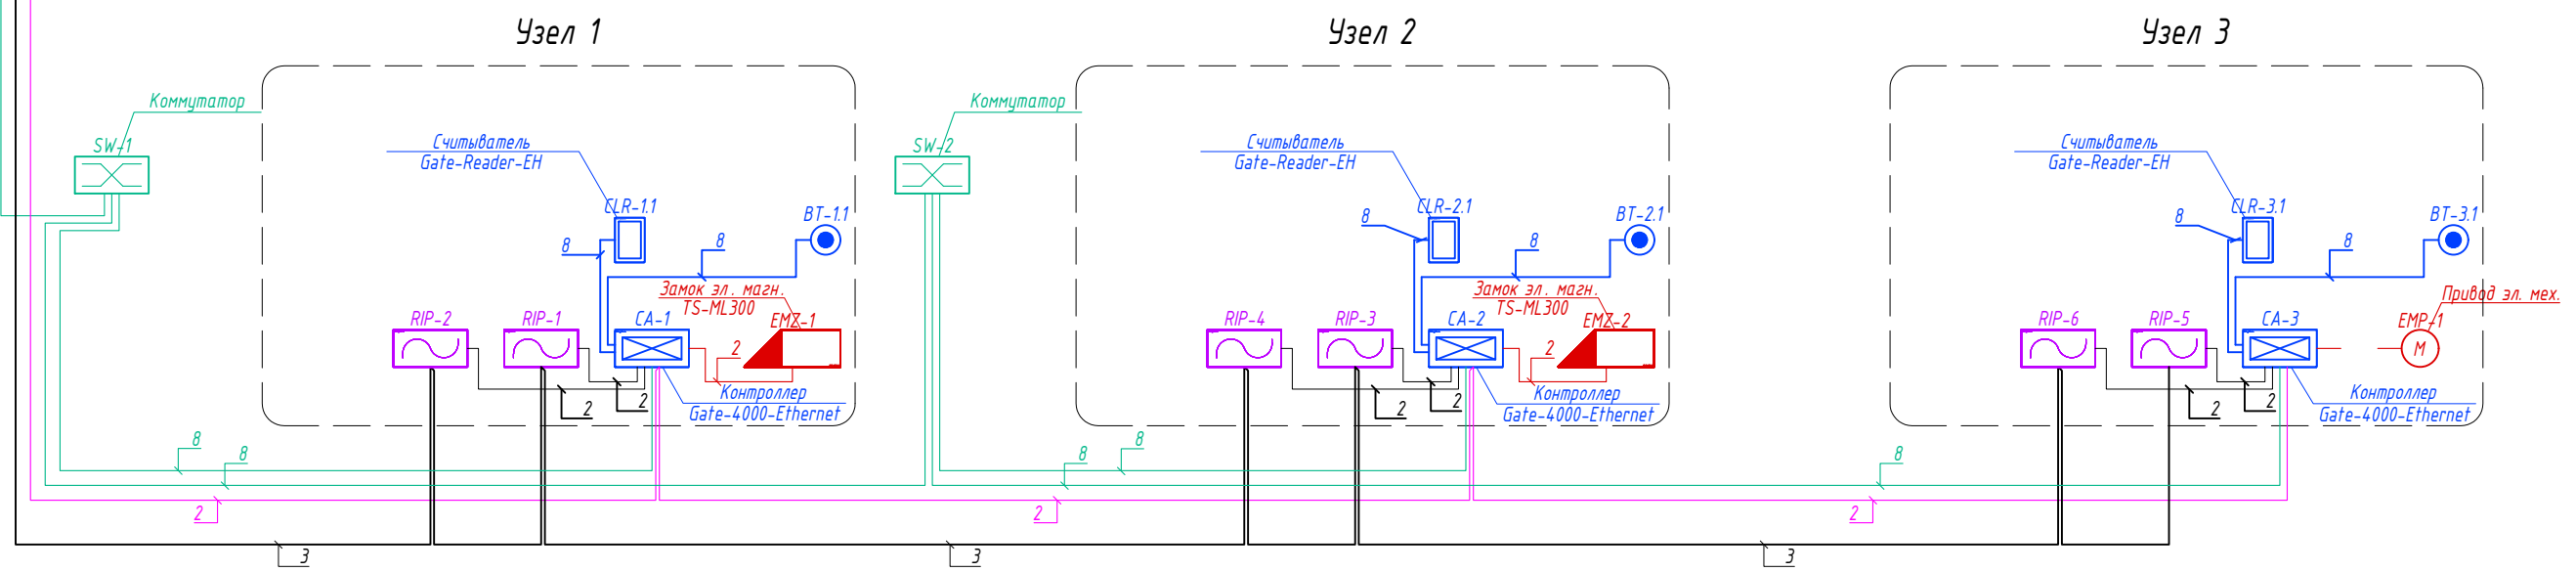 Узел 1
Узел 2
Узел 3
Коммутатор
SW-1
Считыватель
Gate-Reader-EH
CLR-1.1
BT-1.1
8
8
Замок эл. магн.
TS-ML300
EMZ-1
RIP-2
RIP-1
CA-1
2
2
2
Контроллер
Gate-4000-Ethernet
Коммутатор
SW-2
Считыватель
Gate-Reader-EH
CLR-2.1
BT-2.1
8
8
Замок эл. магн.
TS-ML300
EMZ-2
RIP-4
RIP-3
CA-2
2
2
2
Контроллер
Gate-4000-Ethernet
Считыватель
Gate-Reader-EH
CLR-3.1
BT-3.1
8
8
Привод эл. мех.
EMP-1
M
RIP-6
RIP-5
CA-3
2
2
Контроллер
Gate-4000-Ethernet
8
8
8
8
8
2
2
2
3
3
3